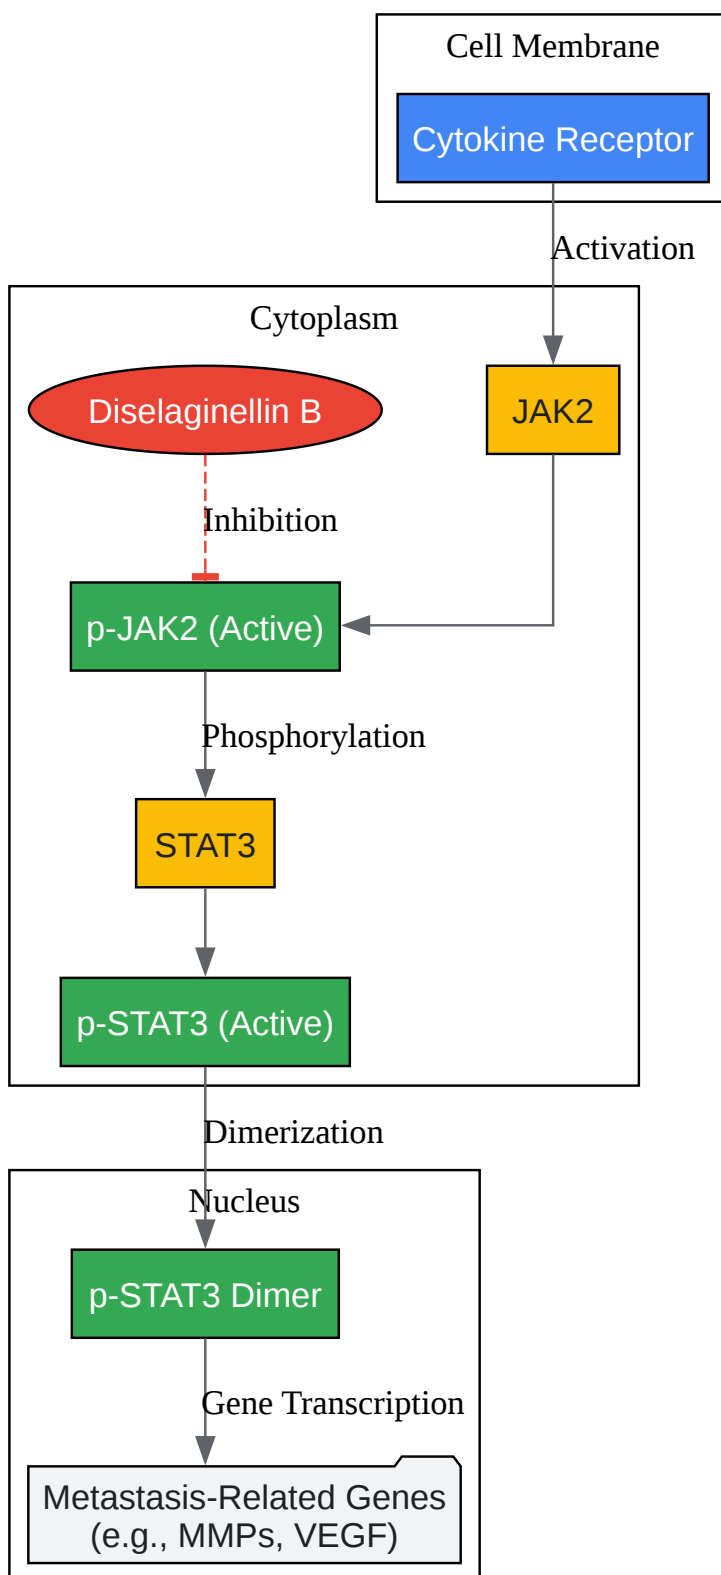 Cell Membrane
Cytokine Receptor
Activation
Cytoplasm
Diselaginellin B
JAK2
Inhibition
p-JAK2 (Active)
Phosphorylation
STAT3
p-STAT3 (Active)
Dimerization
Nucleus
p-STAT3 Dimer
Gene Transcription
Metastasis-Related Genes
(e.g., MMPs, VEGF)